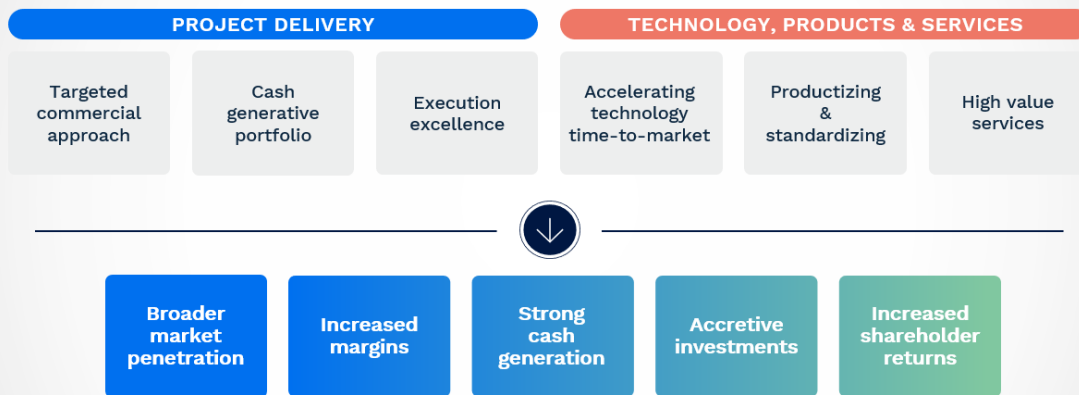 PROJECT DELIVERY
TECHNOLOGY, PRODUCTS & SERVICES
Targeted
commercial
approach
Cash
generative
portfolio
Execution
excellence
Accelerating
technology
time-to-market
Productizing
&
standardizing
High value
services
Broader
market
penetration
Increased
margins
Strong
cash
generation
Accretive
investments
Increased
shareholder
returns